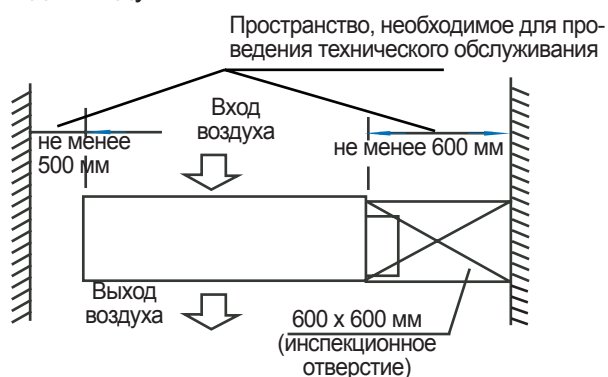 Пространство, необходимое для про-
ведения технического обслуживания
Вход
воздуха
не менее
500 мм
не менее 600 мм
Выход
воздуха
600 х 600 мм
(инспекционное
отверстие)